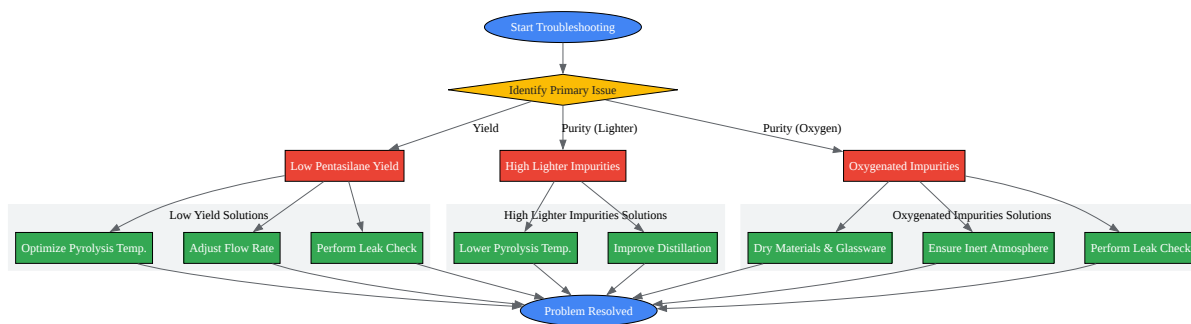 Start Troubleshooting
Identify Primary Issue
Yield
Purity (Lighter)
Purity (Oxygen)
Low Pentasilane Yield
High Lighter Impurities
Oxygenated Impurities
Low Yield Solutions
High Lighter Impurities Solutions
Oxygenated Impurities Solutions
Optimize Pyrolysis Temp.
Adjust Flow Rate
Perform Leak Check
Lower Pyrolysis Temp.
Improve Distillation
Dry Materials & Glassware
Ensure Inert Atmosphere
Perform Leak Check
Problem Resolved